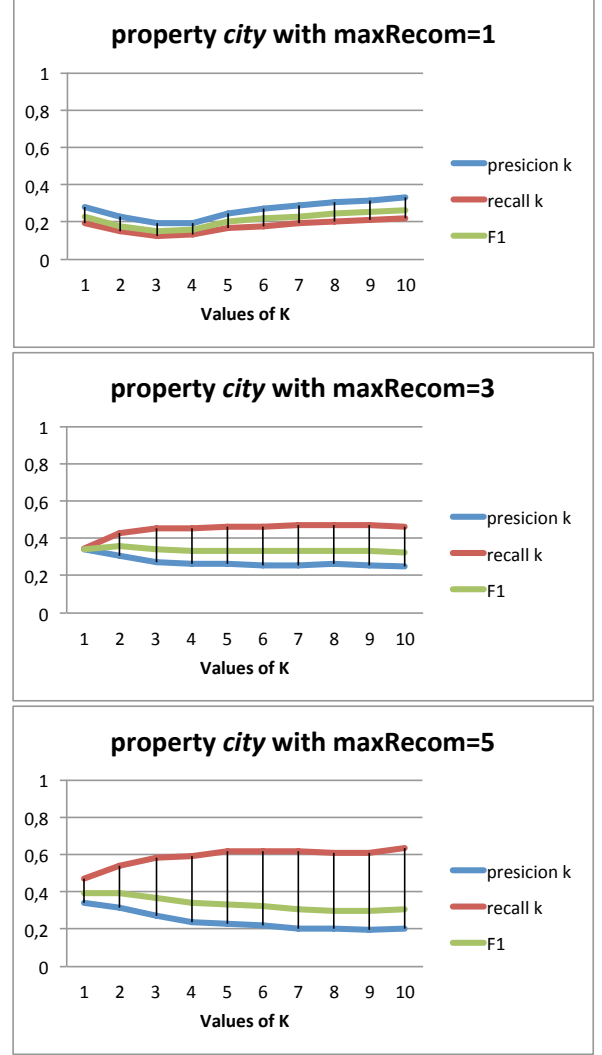 property city with maxRecom=1
1
0,8
0,6
0,4
0,2
0
1 2 3 4 5 6 7 8 9 10
Values of K
presicion k
recall k
F1
property city with maxRecom=3
1
0,8
0,6
0,4
0,2
0
1 2 3 4 5 6 7 8 9 10
Values of K
presicion k
recall k
F1
property city with maxRecom=5
1
0,8
0,6
0,4
0,2
0
1 2 3 4 5 6 7 8 9 10
Values of K
presicion k
recall k
F1